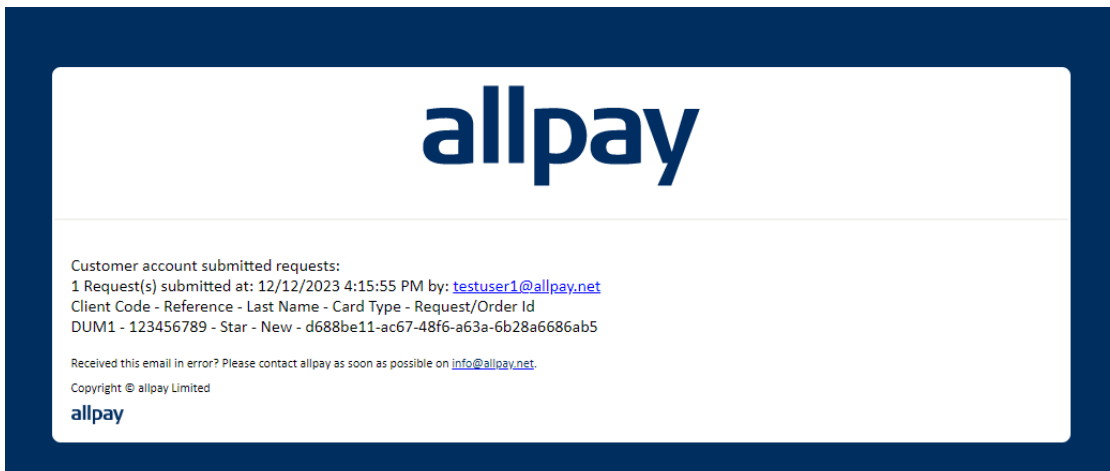 allpay
Customer account submitted requests:
1 Request(s) submitted at: 12/12/2023 4:15:55 PM by: testuser1@allpay.net
Client Code - Reference - Last Name - Card Type - Request/Order Id
DUM1 - 123456789 - Star - New - d688be11-ac67-48f6-a63a-6b28a6686ab5
Received this email in error? Please contact allpay as soon as possible on info@allpay.net.
Copyright © allpay Limited
allpay